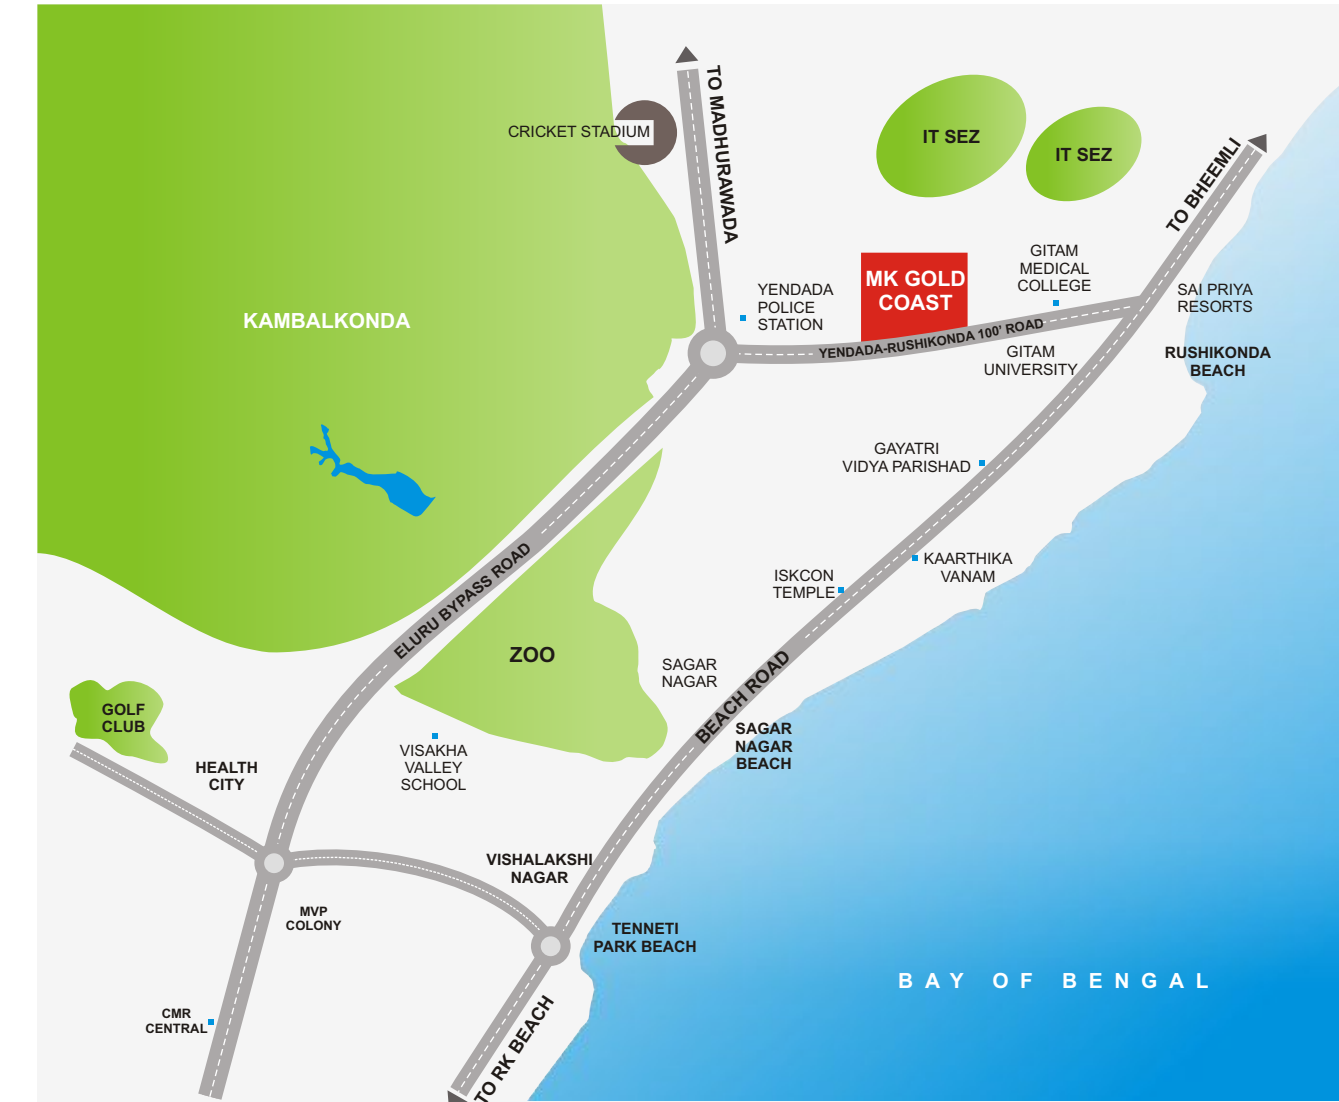 TO MADHURAWADA
CRICKET STADIUM
IT SEZ
IT SEZ
TO BHEEMLI
GITAM
MEDICAL
COLLEGE
MK GOLD
COAST
YENDADA
POLICE
STATION
SAI PRIYA
RESORTS
KAMBALKONDA
YENDADA-RUSHIKONDA 100' ROAD
GITAM
UNIVERSITY
RUSHIKONDA
BEACH
GAYATRI
VIDYA PARISHAD
KAARTHIKA
VANAM
ISKCON
TEMPLE
ELURU BYPASS ROAD
ZOO
SAGAR
NAGAR
BEACH ROAD
GOLF
CLUB
SAGAR
NAGAR
BEACH
VISAKHA
VALLEY
SCHOOL
HEALTH
CITY
VISHALAKSHI
NAGAR
MVP
COLONY
TENNETI
PARK BEACH
BAY OF BENGAL
CMR
CENTRAL
TO RK BEACH